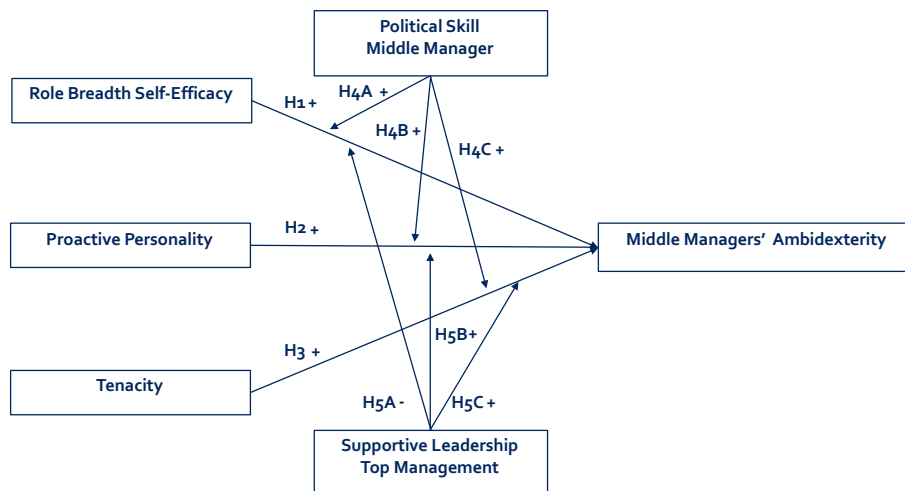 Political Skill
Middle Manager
Role Breadth Self-Efficacy
H1 +
H4A +
H4B +
H4C +
Proactive Personality
H2 +
Middle Managers' Ambidexterity
H5B+
H3 +
Tenacity
H5A -
H5C +
Supportive Leadership
Top Management